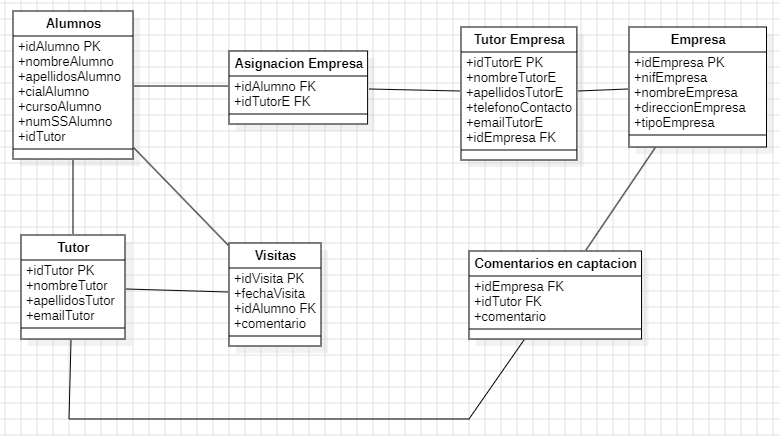 Alumnos
+idAlumno PK
+nombreAlumno
+apellidosAlumno
+cialAlumno
+cursoAlumno
+numSSAlumno
+idTutor
Asignacion Empresa
+idAlumno FK
+idTutorE FK
Tutor Empresa
+idTutorE PK
+nombreTutorE
+apellidosTutorE
+telefonoContacto
+emailTutorE
+idEmpresa FK
Empresa
+idEmpresa PK
+nifEmpresa
+nombreEmpresa
+direccionEmpresa
+tipoEmpresa
Tutor
+idTutor PK
+nombreTutor
+apellidosTutor
+emailTutor
Visitas
+idVisita PK
+fechaVisita
+idAlumno FK
+comentario
Comentarios en captacion
+idEmpresa FK
+idTutor FK
+comentario